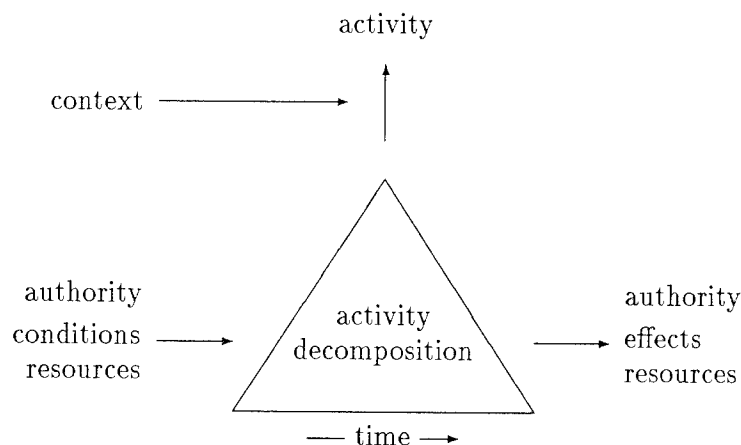 activity
context
authority
conditions
resources
activity
decomposition
authority
effects
resources
time